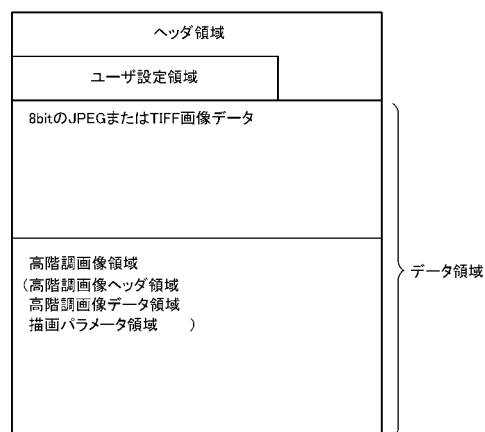 ヘッダ領域
ユーザ設定領域
8bitのJPEGまたはTIFF画像データ
高階調画像領域
(高階調画像ヘッダ領域
高階調画像データ領域
描画パラメータ領域 )
データ領域